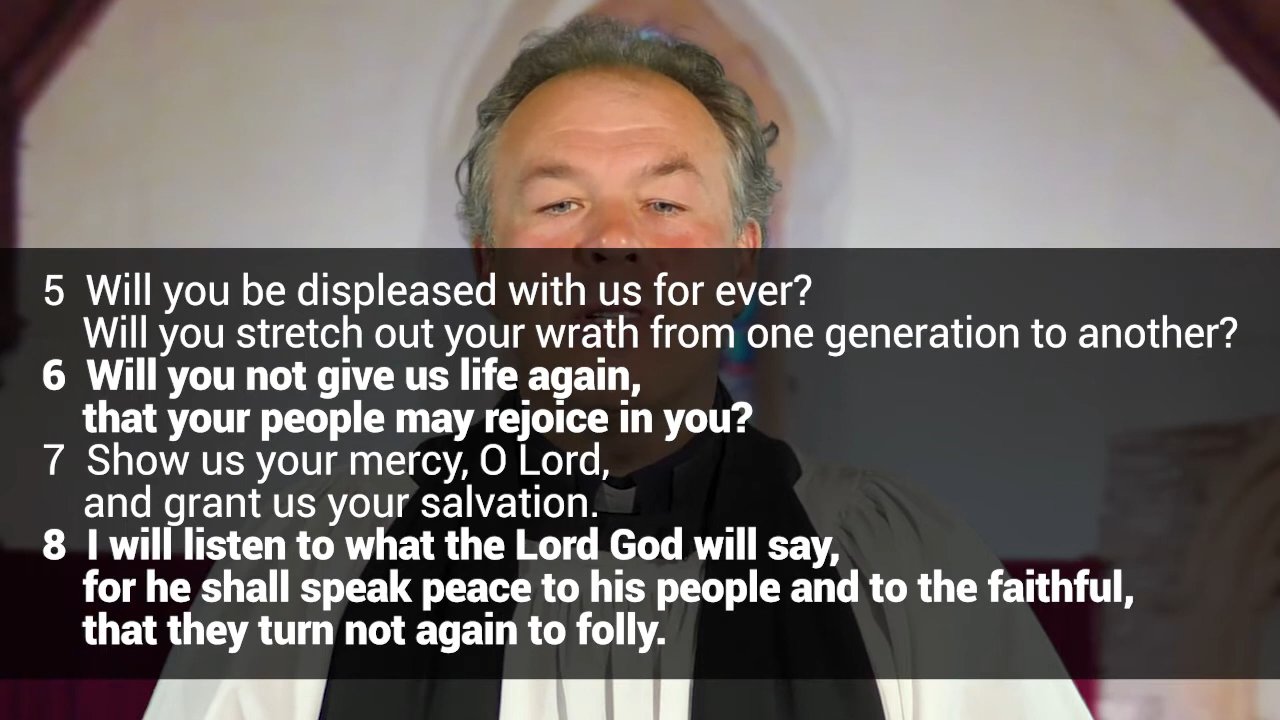 5 Will you be displeased with us for ever?
Will you stretch out your wrath from one generation to another?
6 Will you not give us life again,
that your people may rejoice in you?
7 Show us your mercy, O Lord,
and grant us your salvation.
8 I will listen to what the Lord God will say,
for he shall speak peace to his people and to the faithful,
that they turn not again to folly.